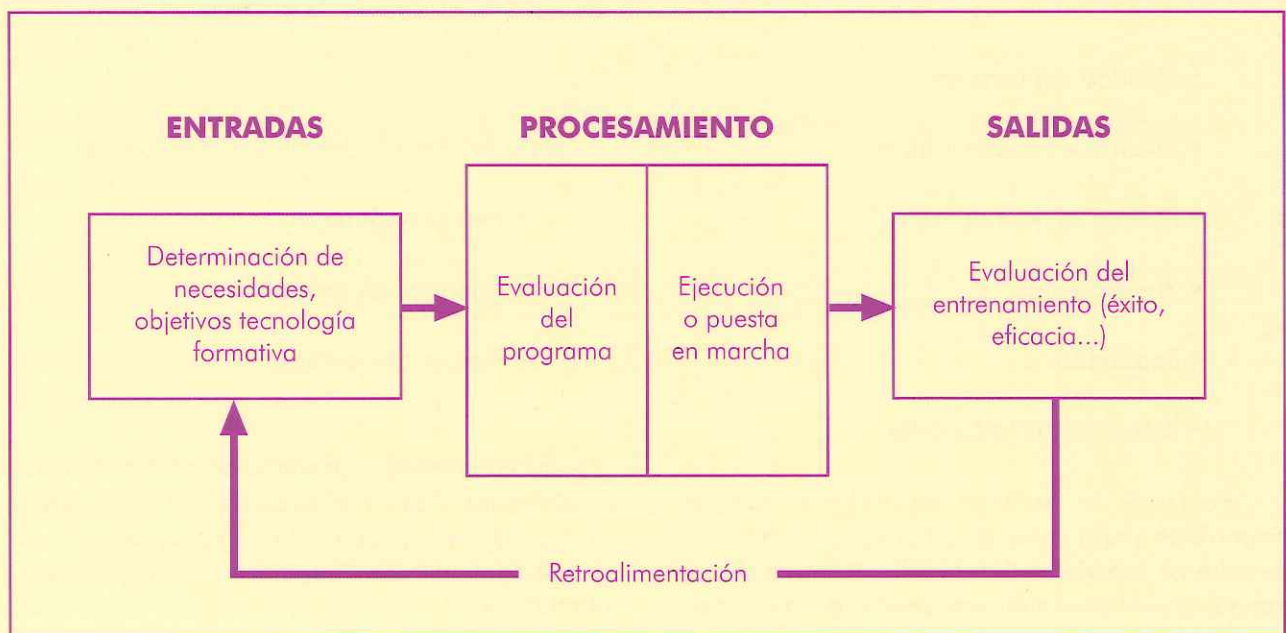 ENTRADAS
PROCESAMIENTO
SALIDAS
Determinación de
necesidades,
objetivos tecnología
formativa
Evaluación
del
programa
Ejecución
o puesta
en marcha
Evaluación del
entrenamiento (éxito,
eficacia...)
Retroalimentación